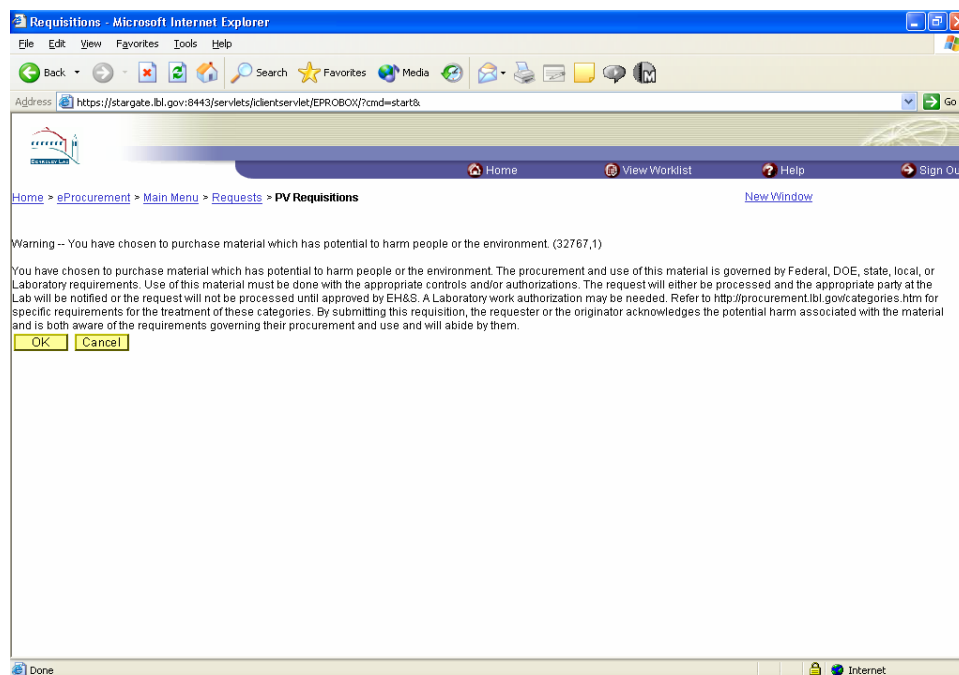 Requisitions - Microsoft Internet Explorer
File Edit View Favorites Tools Help
Back Search Favorites Media
Address https://stargate.lbl.gov:8443/servlets/iclientservlet/EPROBOX/?cmd=start& Go
BERKELEY LAB
Home View Worklist Help Sign Ou
Home > eProcurement > Main Menu > Requests > PV Requisitions New Window
Warning -- You have chosen to purchase material which has potential to harm people or the environment. (32767,1)
You have chosen to purchase material which has potential to harm people or the environment. The procurement and use of this material is governed by Federal, DOE, state, local, or
Laboratory requirements. Use of this material must be done with the appropriate controls and/or authorizations. The request will either be processed and the appropriate party at the
Lab will be notified or the request will not be processed until approved by EH&S. A Laboratory work authorization may be needed. Refer to http://procurement.lbl.gov/categories.htm for
specific requirements for the treatment of these categories. By submitting this requisition, the requester or the originator acknowledges the potential harm associated with the material
and is both aware of the requirements governing their procurement and use and will abide by them.
OK Cancel
Done Internet